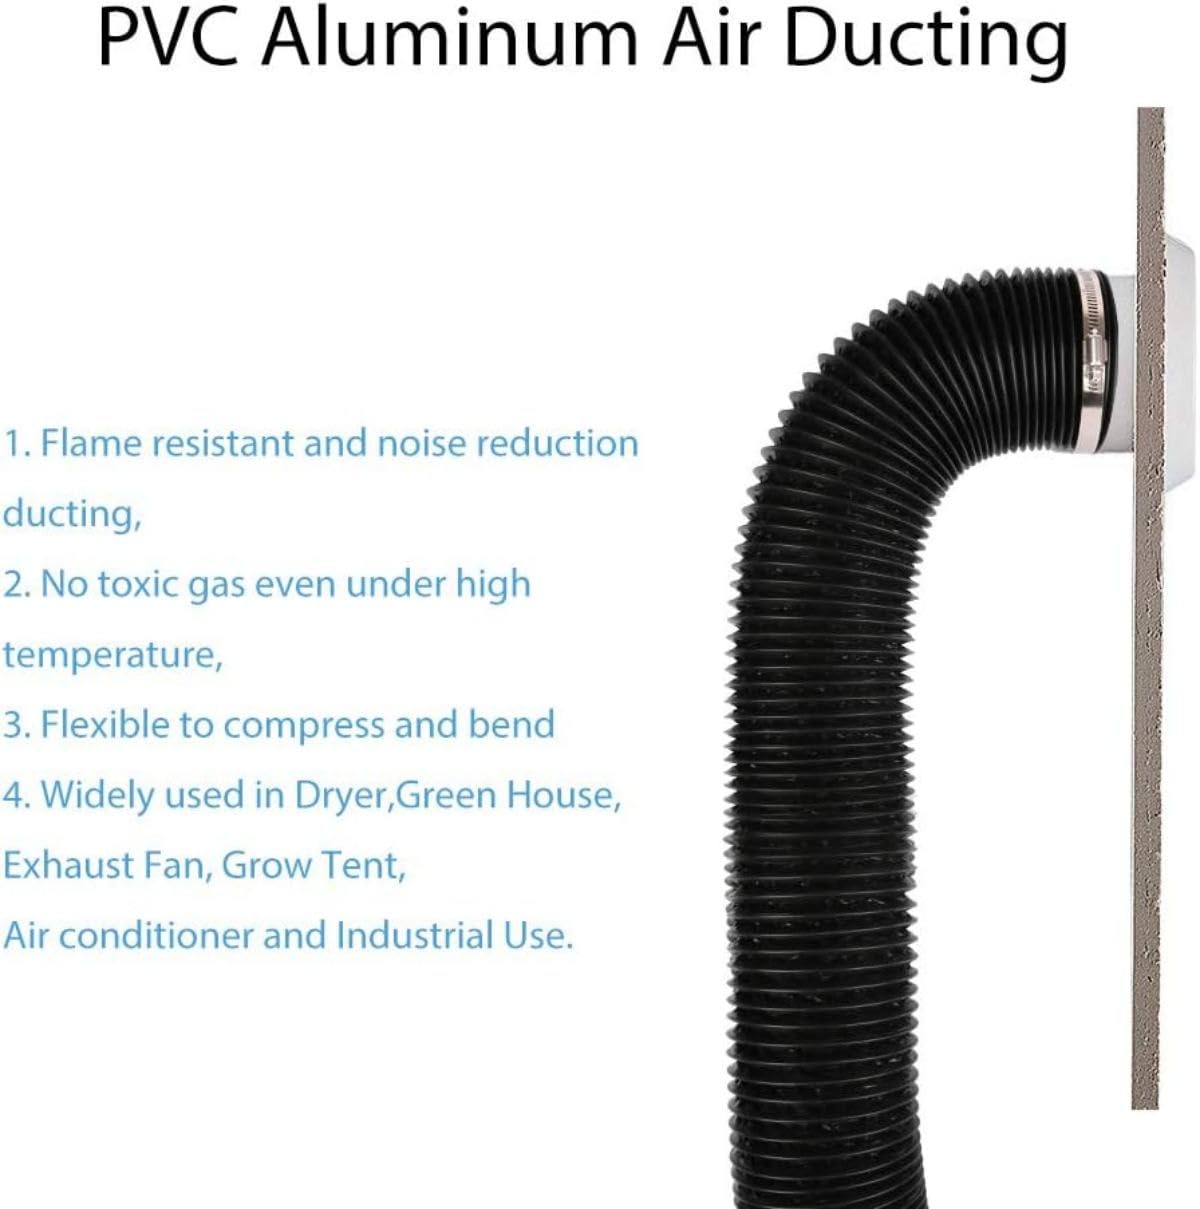 PVC Aluminum Air Ducting
1. Flame resistant and noise reduction
ducting,
2. No toxic gas even under high
temperature,
3. Flexible to compress and bend
4. Widely used in Dryer,Green House,
Exhaust Fan, Grow Tent,
Air conditioner and Industrial Use.